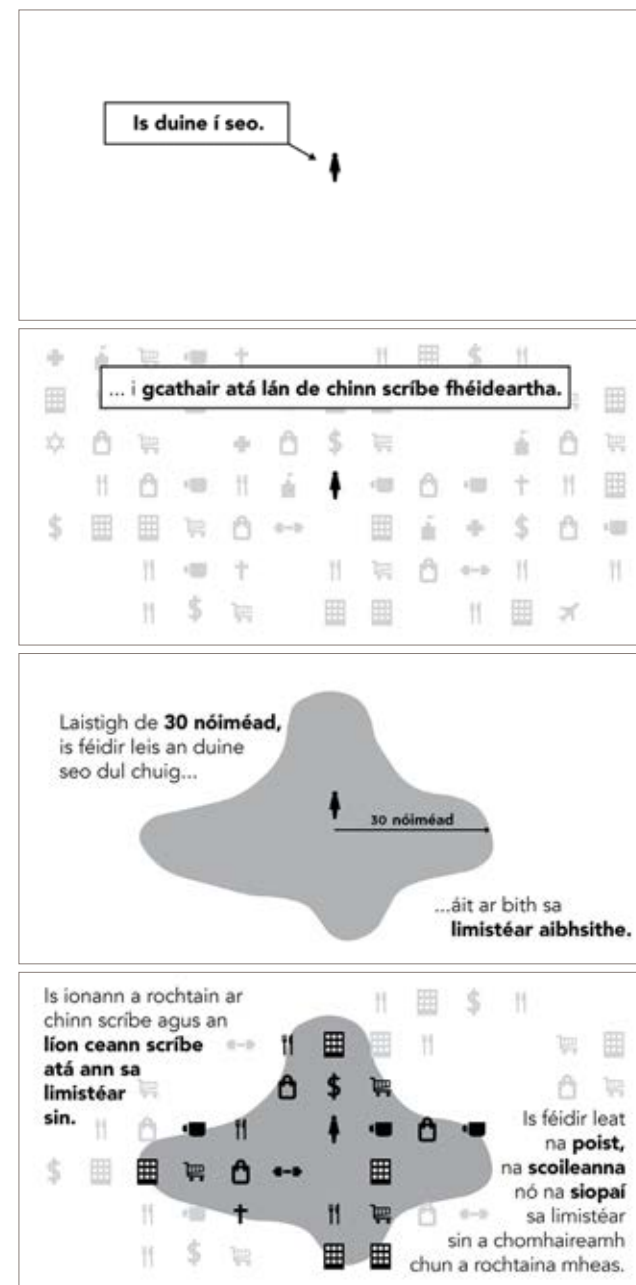 Is duine í seo.
... i gcathair atá lán de chinn scríbe fhéideartha.
Laistigh de 30 nóiméad,
is féidir leis an duine
seo dul chuig...
30 nóiméad
...áit ar bith sa
limistéar aibhsithe.
Is ionann a rochtain ar
chinn scríbe agus an
líon ceann scríbe
atá ann sa
limistéar
sin.
Is féidir leat
na poist,
na scoileanna
nó na siopaí
sa limistéar
sin a chomhaireamh
chun a rochtaina mheas.